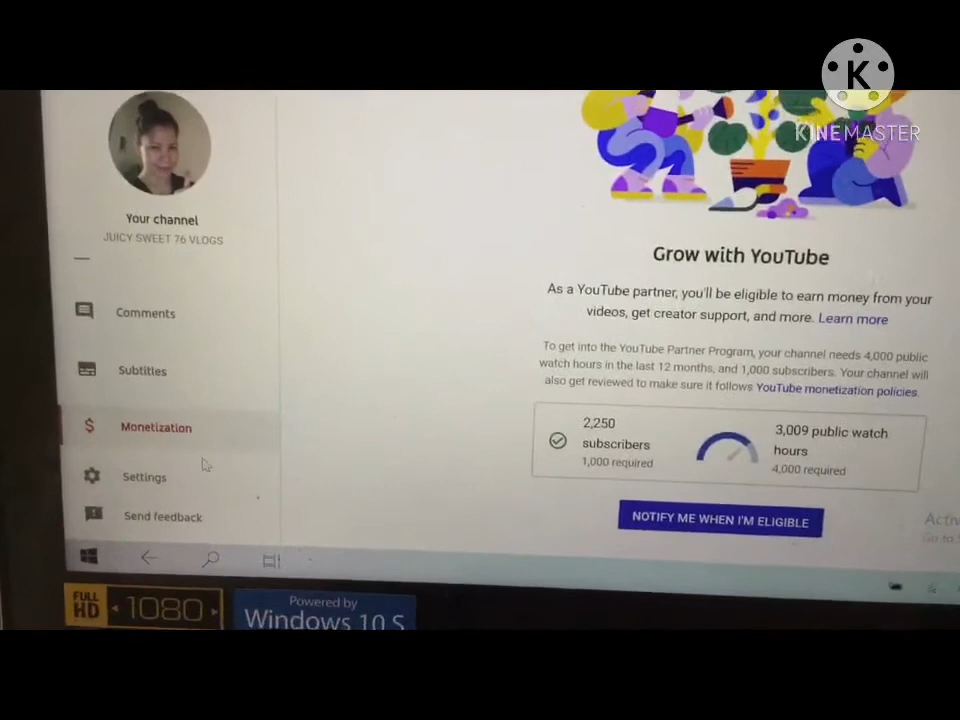 KINEMASTER
Your channel
JUICY SWEET 76 VLOGS
Comments
Subtitles
$ Monetization
Settings
Send feedback
Grow with YouTube
As a YouTube partner, you'll be eligible to earn money from your
videos, get creator support, and more. Learn more
To get into the YouTube Partner Program, your channel needs 4,000 public
watch hours in the last 12 months, and 1,000 subscribers. Your channel will
also get reviewed to make sure it follows YouTube monetization policies.
2,250
subscribers
1,000 required
3,009 public watch
hours
4,000 required
NOTIFY ME WHEN I'M ELIGIBLE
Activ
Go to S
FULL HD 1080
Powered by
Windows 10 S